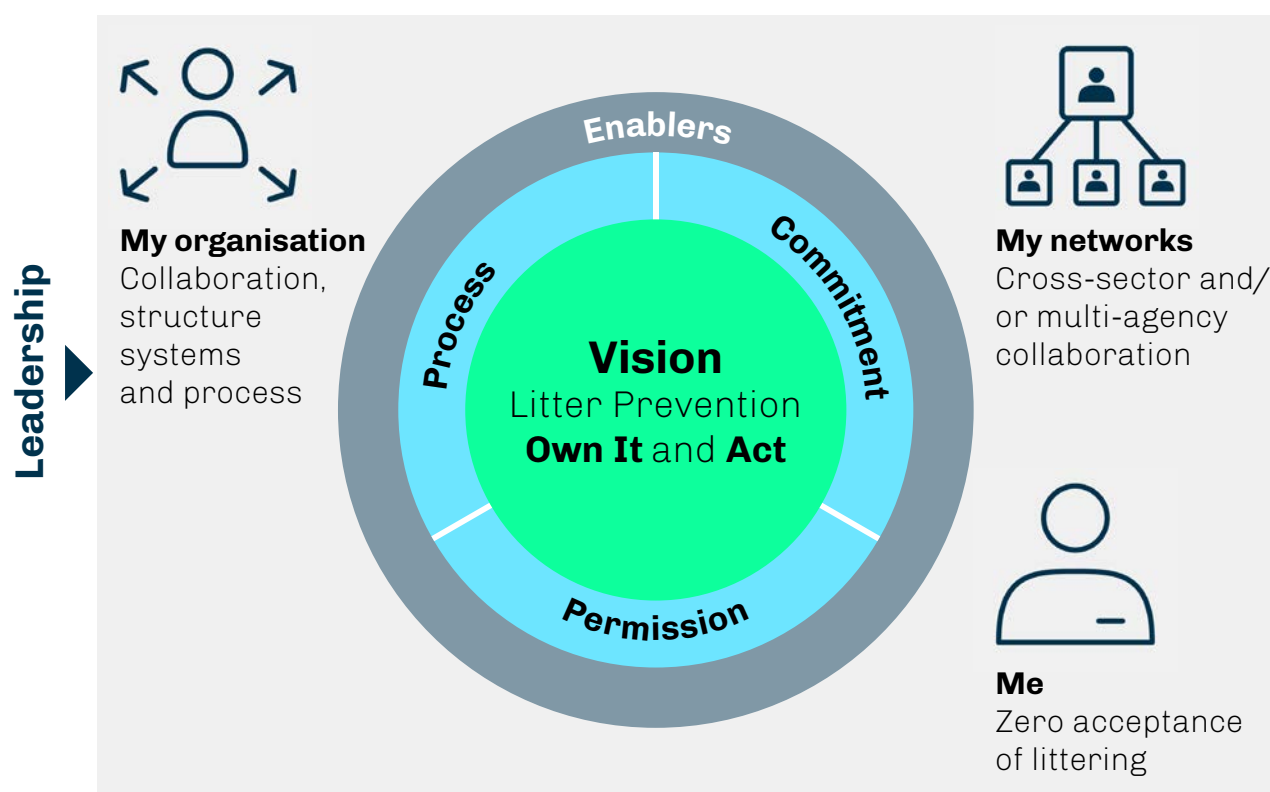 Leadership
My organisation
Collaboration,
structure
systems
and process
Enablers
Process
Commitment
Permission
Vision
Litter Prevention
Own It and Act
My networks
Cross-sector and/
or multi-agency
collaboration
Me
Zero acceptance
of littering